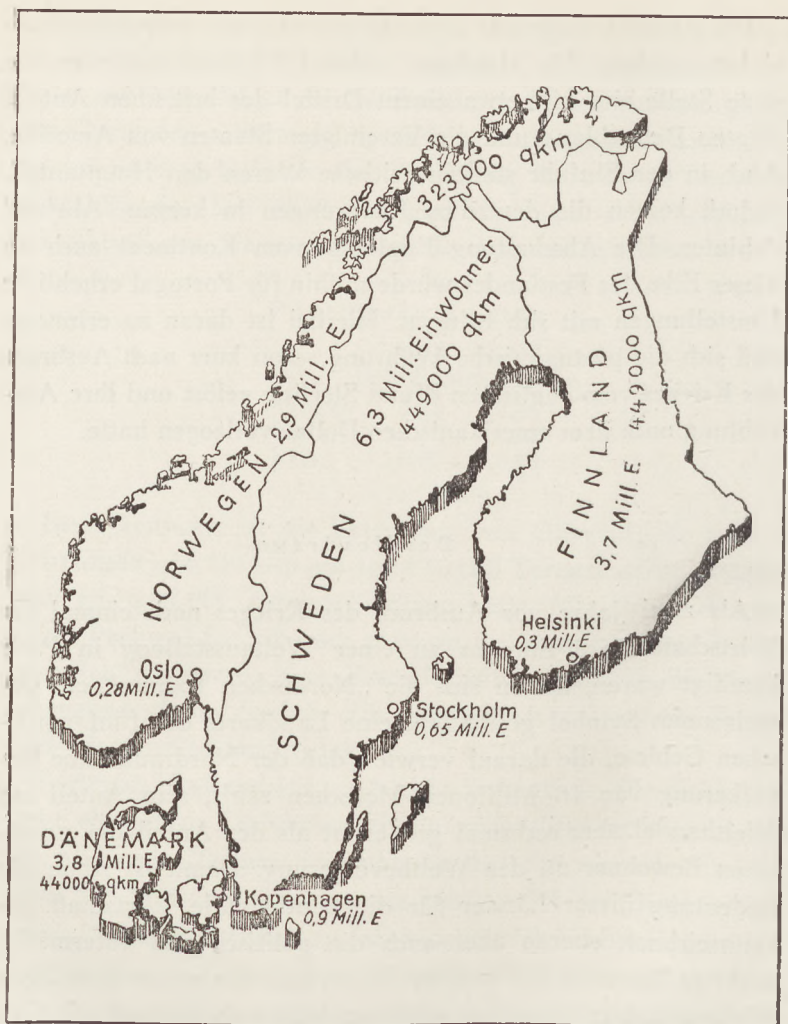 323000 qkm
NORWEGEN 2,9 Mill. E.
6,3 Mill. Einwohner
449000 qkm
SCHWEDEN
FINNLAND 449000 qkm
3,7 Mill. E
Helsinki
0,3 Mill. E
Oslo
0,28 Mill. E
Stockholm
0,65 Mill. E
DÄNEMARK
3,8 Mill. E
44000 qkm
Kopenhagen
0,9 Mill. E